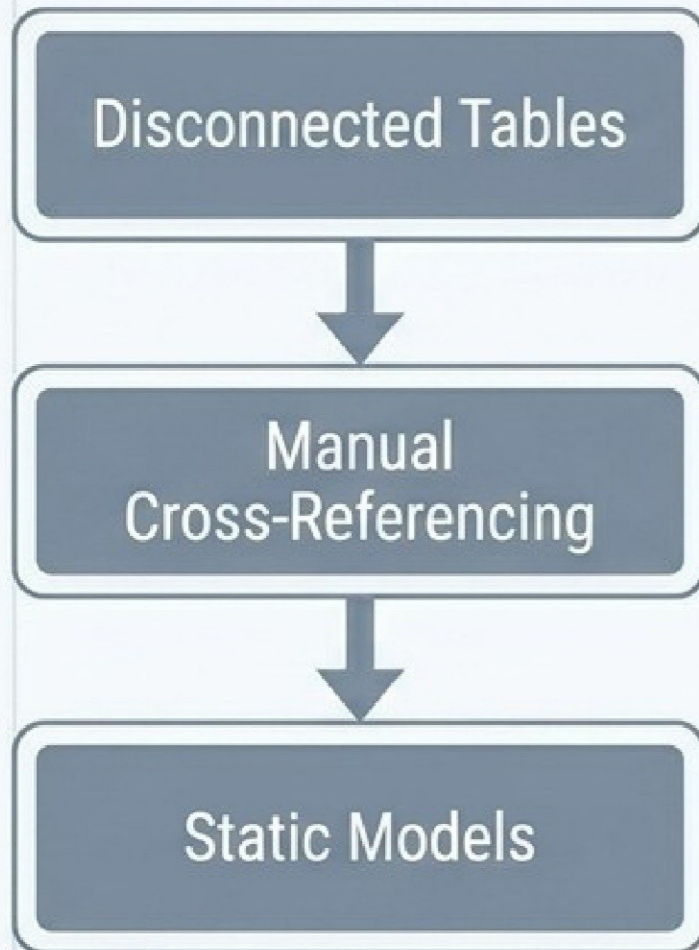 Disconnected Tables
Manual
Cross-Referencing
Static Models